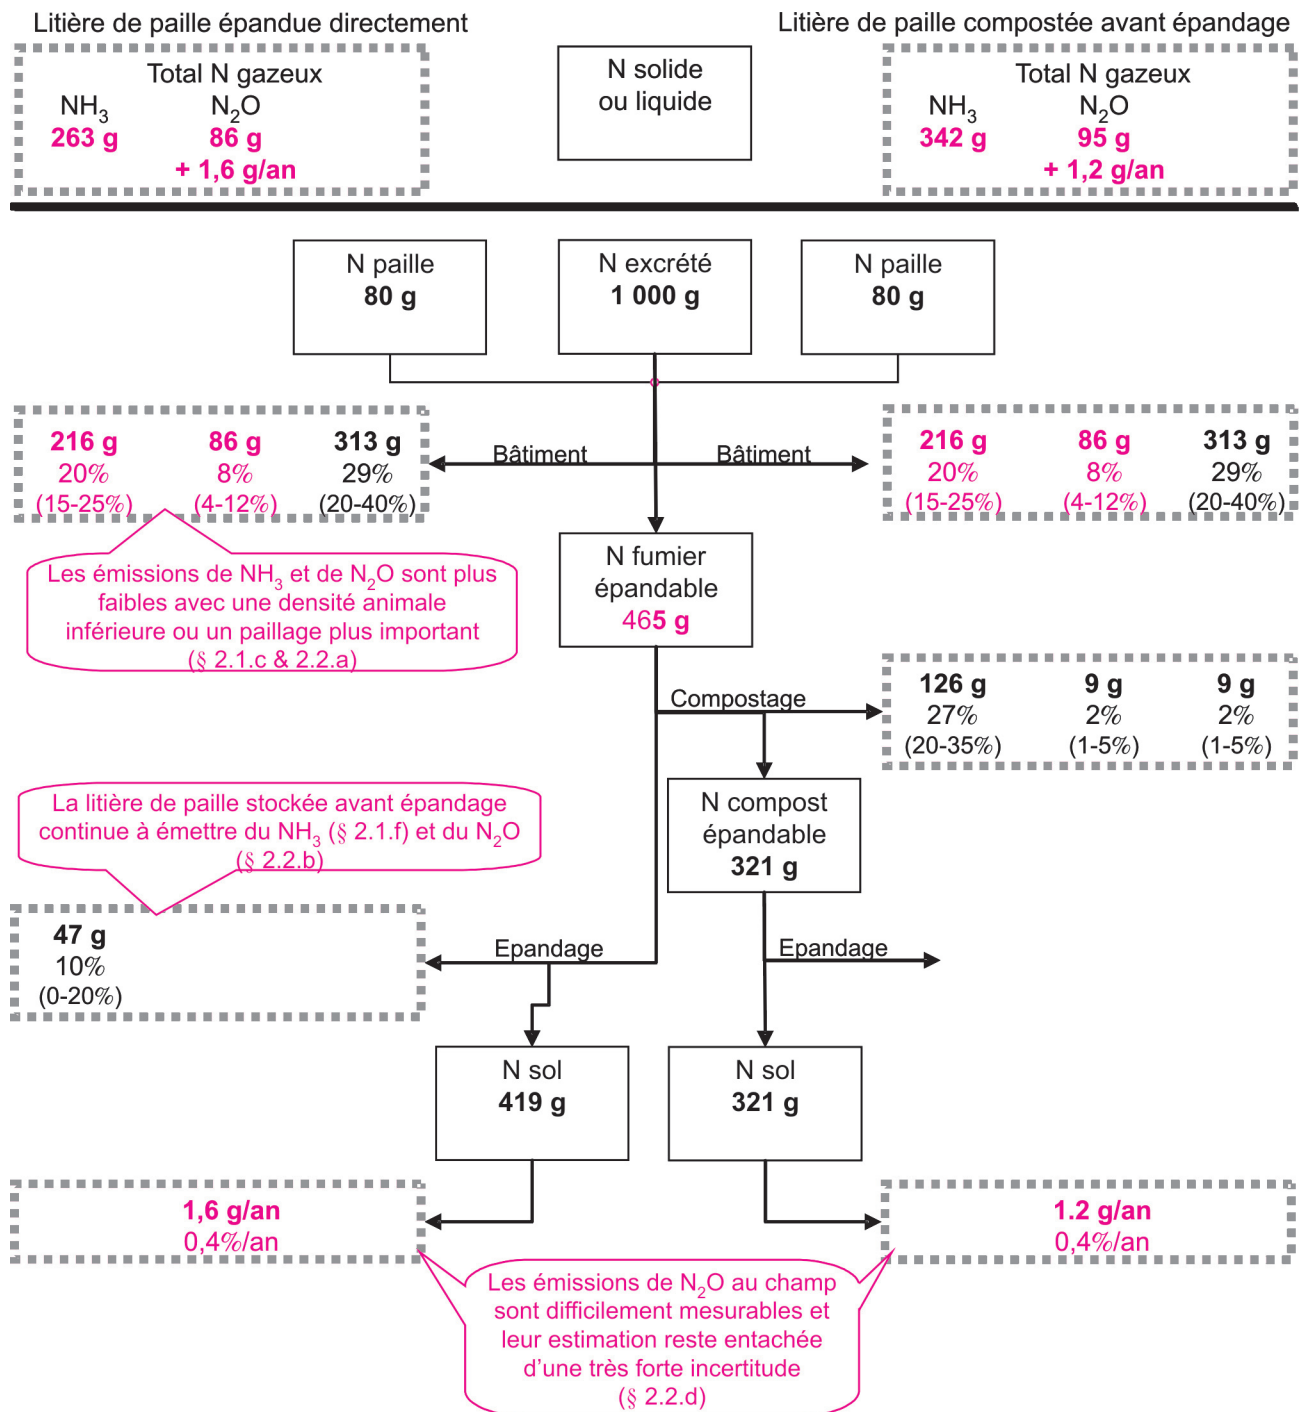 Litière de paille épandue directement
Litière de paille compostée avant épandage
Total N gazeux
NH3 N2O
263 g 86 g
+ 1,6 g/an
N solide
ou liquide
Total N gazeux
NH3 N2O
342 g 95 g
+ 1,2 g/an
N paille
80 g
N excrété
1 000 g
N paille
80 g
216 g 86 g 313 g
20% 8% 29%
(15-25%) (4-12%) (20-40%)
Bâtiment
Bâtiment
216 g 86 g 313 g
20% 8% 29%
(15-25%) (4-12%) (20-40%)
Les émissions de NH3 et de N2O sont plus
faibles avec une densité animale
inférieure ou un paillage plus important
(§ 2.1.c & 2.2.a)
N fumier
épandable
465 g
Compostage
126 g 9 g 9 g
27% 2% 2%
(20-35%) (1-5%) (1-5%)
La litière de paille stockée avant épandage
continue à émettre du NH3 (§ 2.1.f) et du N2O
(§ 2.2.b)
N compost
épandable
321 g
47 g
10%
(0-20%)
Epandage
Epandage
N sol
419 g
N sol
321 g
1,6 g/an
0,4%/an
1.2 g/an
0,4%/an
Les émissions de N2O au champ
sont difficilement mesurables et
leur estimation reste entachée
d'une très forte incertitude
(§ 2.2.d)